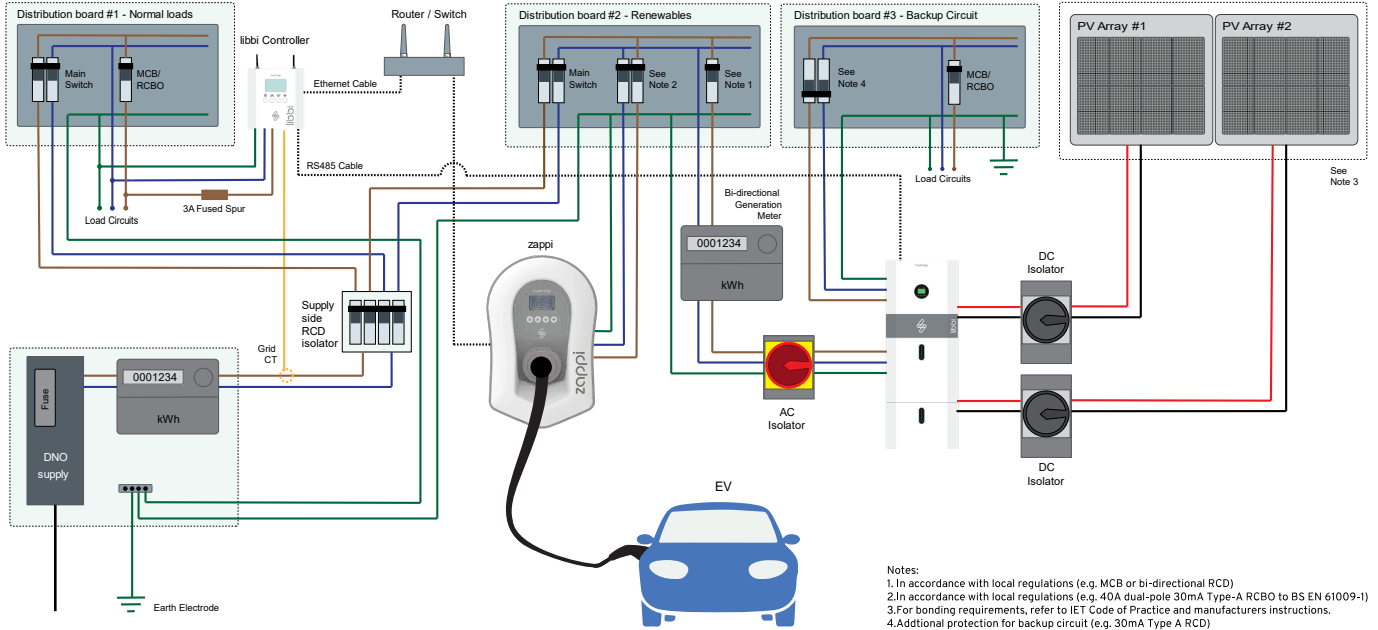 Distribution board #1 - Normal loads
Main
Switch
MCB/
RCBO
Load Circuits
3A Fused Spur
libbi Controller
libbi
Router / Switch
Ethernet Cable
RS485 Cable
Distribution board #2 - Renewables
Main
Switch
See
Note 2
See
Note 1
Distribution board #3 - Backup Circuit
See
Note 4
MCB/
RCBO
Load Circuits
PV Array #1
PV Array #2
See
Note 3
Bi-directional
Generation
Meter
0001234
kWh
zappi
zappi
Supply
side
RCD
isolator
Grid
CT
Fuse
DNO
supply
0001234
kWh
Earth Electrode
AC
Isolator
libbi
DC
Isolator
DC
Isolator
EV
Notes:
1. In accordance with local regulations (e.g. MCB or bi-directional RCD)
2.In accordance with local regulations (e.g. 40A dual-pole 30mA Type-A RCBO to BS EN 61009-1)
3.For bonding requirements, refer to IET Code of Practice and manufacturers instructions.
4.Addtional protection for backup circuit (e.g. 30mA Type A RCD)